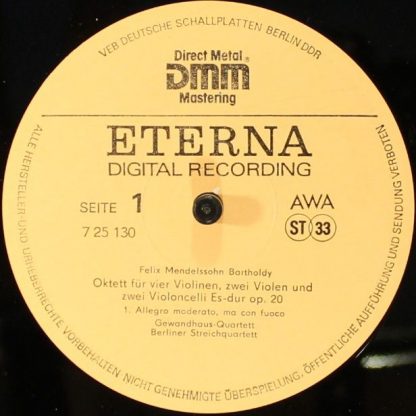 VEB DEUTSCHE SCHALLPLATTEN BERLIN DDR
Direct Metal
DMM
Mastering
ETERNA
DIGITAL RECORDING
SEITE 1
AWA
7 25 130
ST 33
Felix Mendelssohn Bartholdy
Oktett für vier Violinen, zwei Violen und
zwei Violoncelli Es-dur op. 20
1. Allegro moderato, ma con fuoco
Gewandhaus-Quartett
Berliner Streichquartett
ALLE HERSTELLER- UND URHEBERRECHTE VORBEHALTEN NICHT GENEHMIGTE ÜBERSPIELUNG, ÖFFENTLICHE AUFFÜHRUNG UND SENDUNG VERBOTEN